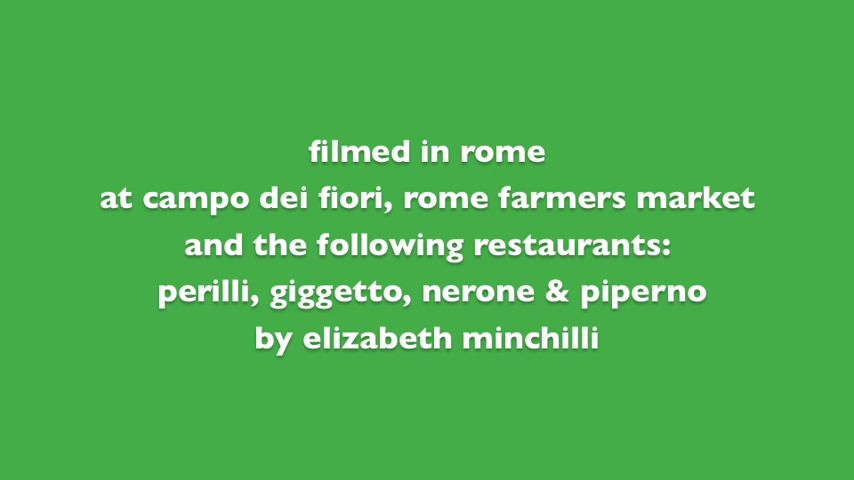 filmed in rome
at campo dei fiori, rome farmers market
and the following restaurants:
perilli, giggetto, nerone & piperno
by elizabeth minchilli